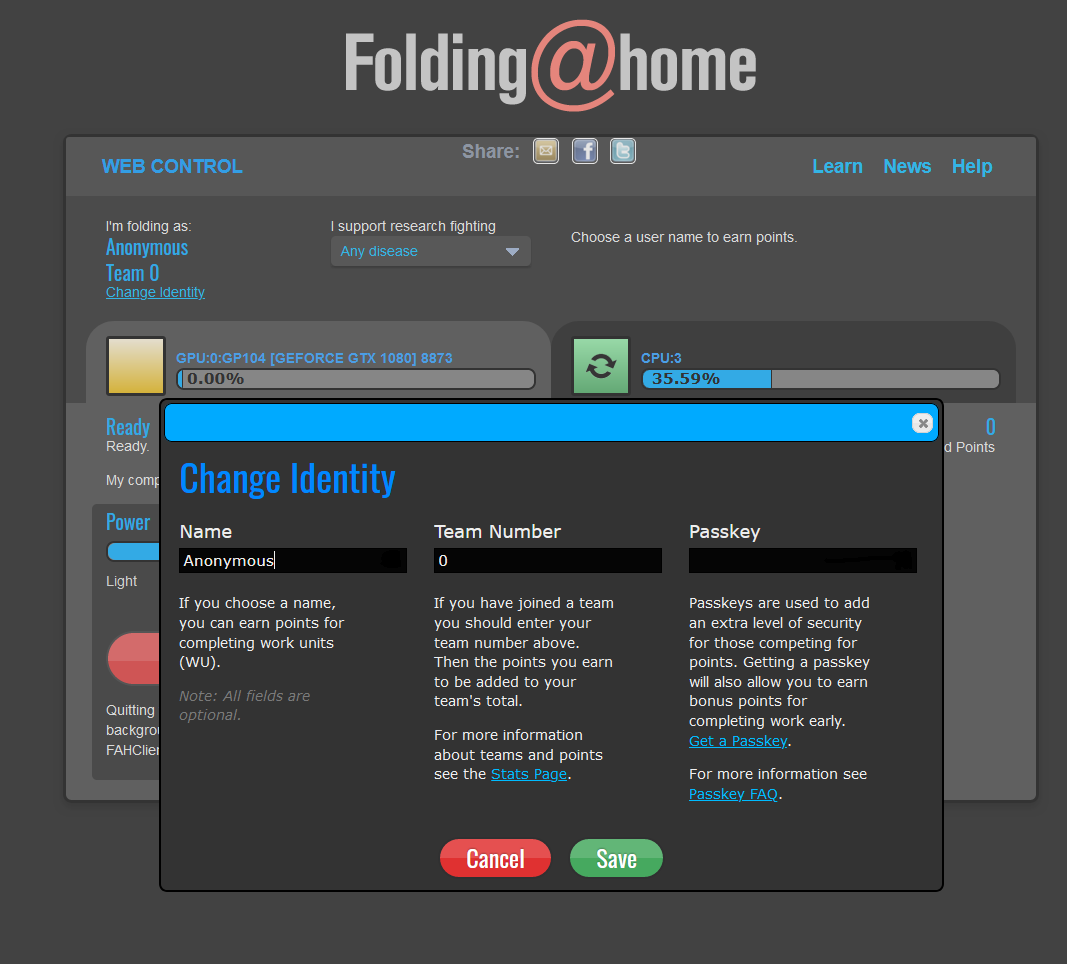 Folding@home
WEB CONTROL
Share:
Learn News Help
I'm folding as:
Anonymous
Team 0
Change Identity
I support research fighting
Any disease
Choose a user name to earn points.
GPU:0:GP104 [GEFORCE GTX 1080] 8873
0.00%
CPU:3
35.59%
Ready
Ready.
0
d Points
My comp
Power
Light
Quitting
backgrou
FAHClien
Change Identity
Name
Anonymous
If you choose a name,
you can earn points for
completing work units
(WU).
Note: All fields are
optional.
Team Number
0
If you have joined a team
you should enter your
team number above.
Then the points you earn
to be added to your
team's total.
For more information
about teams and points
see the Stats Page.
Passkey
Passkeys are used to add
an extra level of security
for those competing for
points. Getting a passkey
will also allow you to earn
bonus points for
completing work early.
Get a Passkey.
For more information see
Passkey FAQ.
Cancel
Save